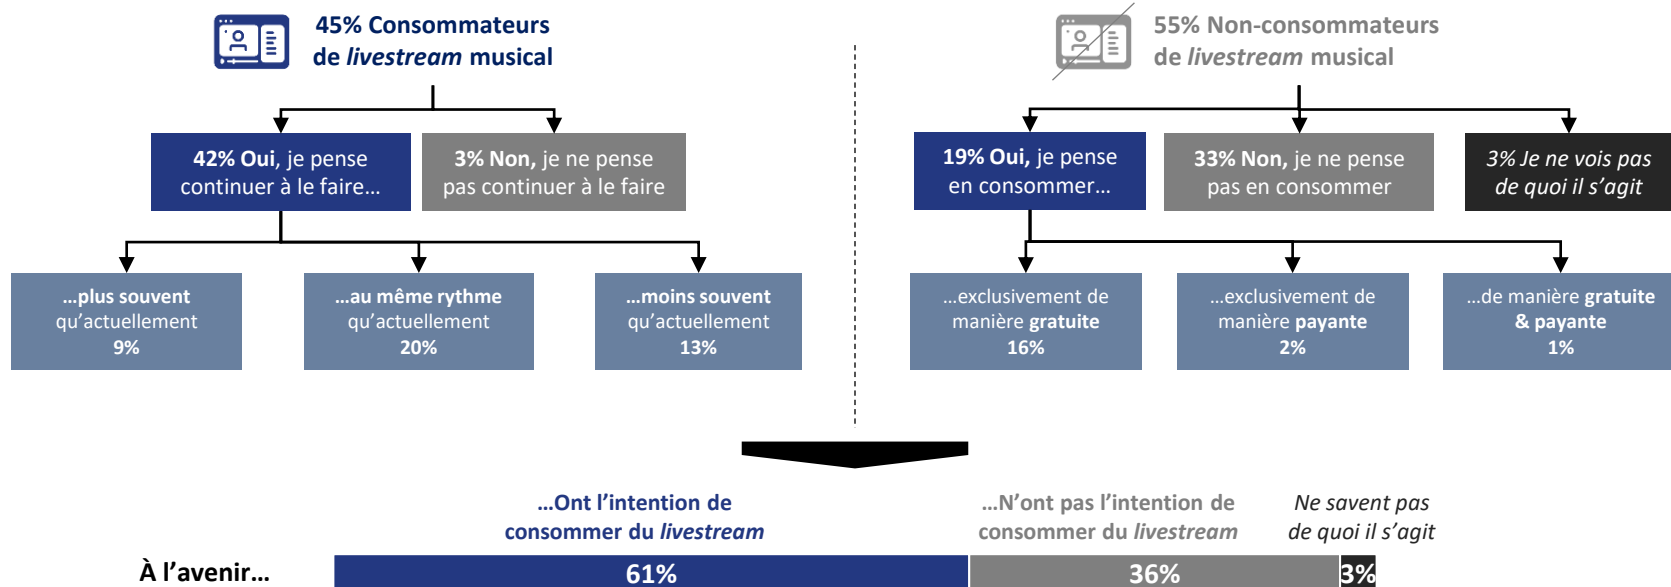 45% Consommateurs
de livestream musical
55% Non-consommateurs
de livestream musical
42% Oui, je pense
continuer à le faire…
3% Non, je ne pense
pas continuer à le faire
19% Oui, je pense
en consommer…
33% Non, je ne pense
pas en consommer
3% Je ne vois pas
de quoi il s’agit
…plus souvent
qu’actuellement
9%
…au même rythme
qu’actuellement
20%
…moins souvent
qu’actuellement
13%
…exclusivement de
manière gratuite
16%
…exclusivement de
manière payante
2%
…de manière gratuite
& payante
1%
…Ont l’intention de
consommer du livestream
…N’ont pas l’intention de
consommer du livestream
Ne savent pas
de quoi il s’agit
À l’avenir…
61%
36%
3%